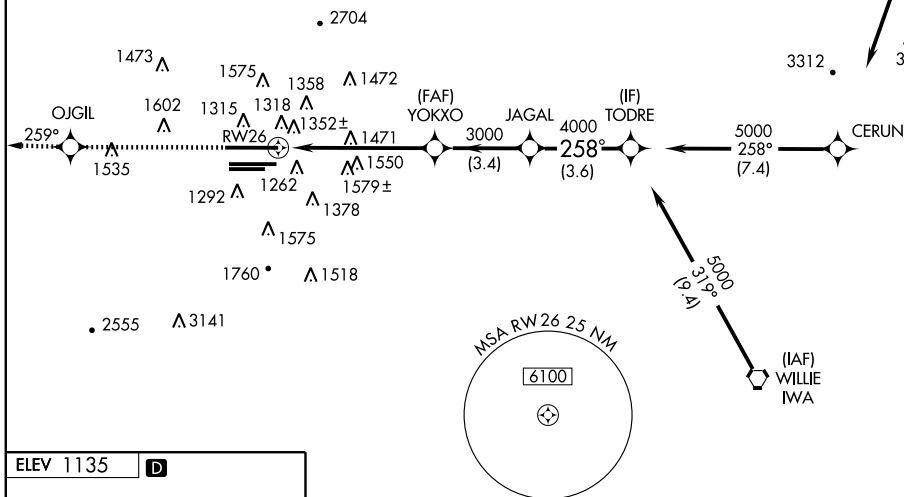 2704
3312
3
1473
1575
1358
1472
OJGIL
1602
1315
1318
1352±
(FAF)
YOKXO
JAGAL
(IF)
TODRE
CERUN
259°
1535
RW26
1471
3000
(3.4)
4000
258°
(3.6)
5000
258°
(7.4)
1550
1262
1579±
1292
1378
1575
1760
1518
2555
3141
5000
319°
(9.4)
(IAF)
WILLIE
IWA
MSA RW26 25 NM
6100
ELEV 1135 D